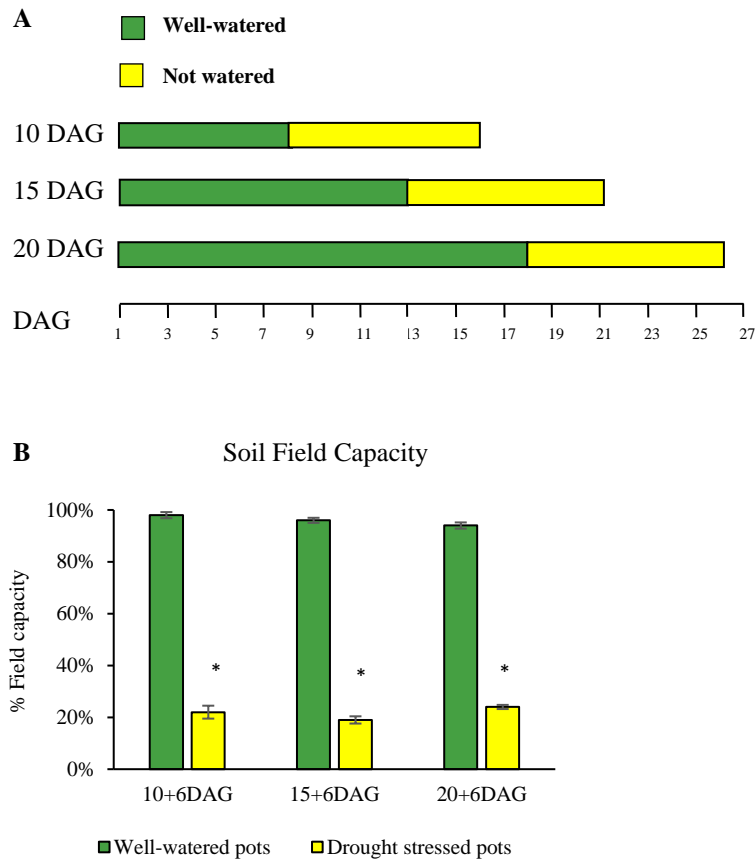 A
Well-watered
Not watered
10 DAG
15 DAG
20 DAG
DAG
1 3 5 7 9 11 13 15 17 19 21 23 25 27
B
Soil Field Capacity
% Field capacity
100%
80%
60%
40%
20%
0%
* * *
10+6DAG 15+6DAG 20+6DAG
Well-watered pots Drought stressed pots